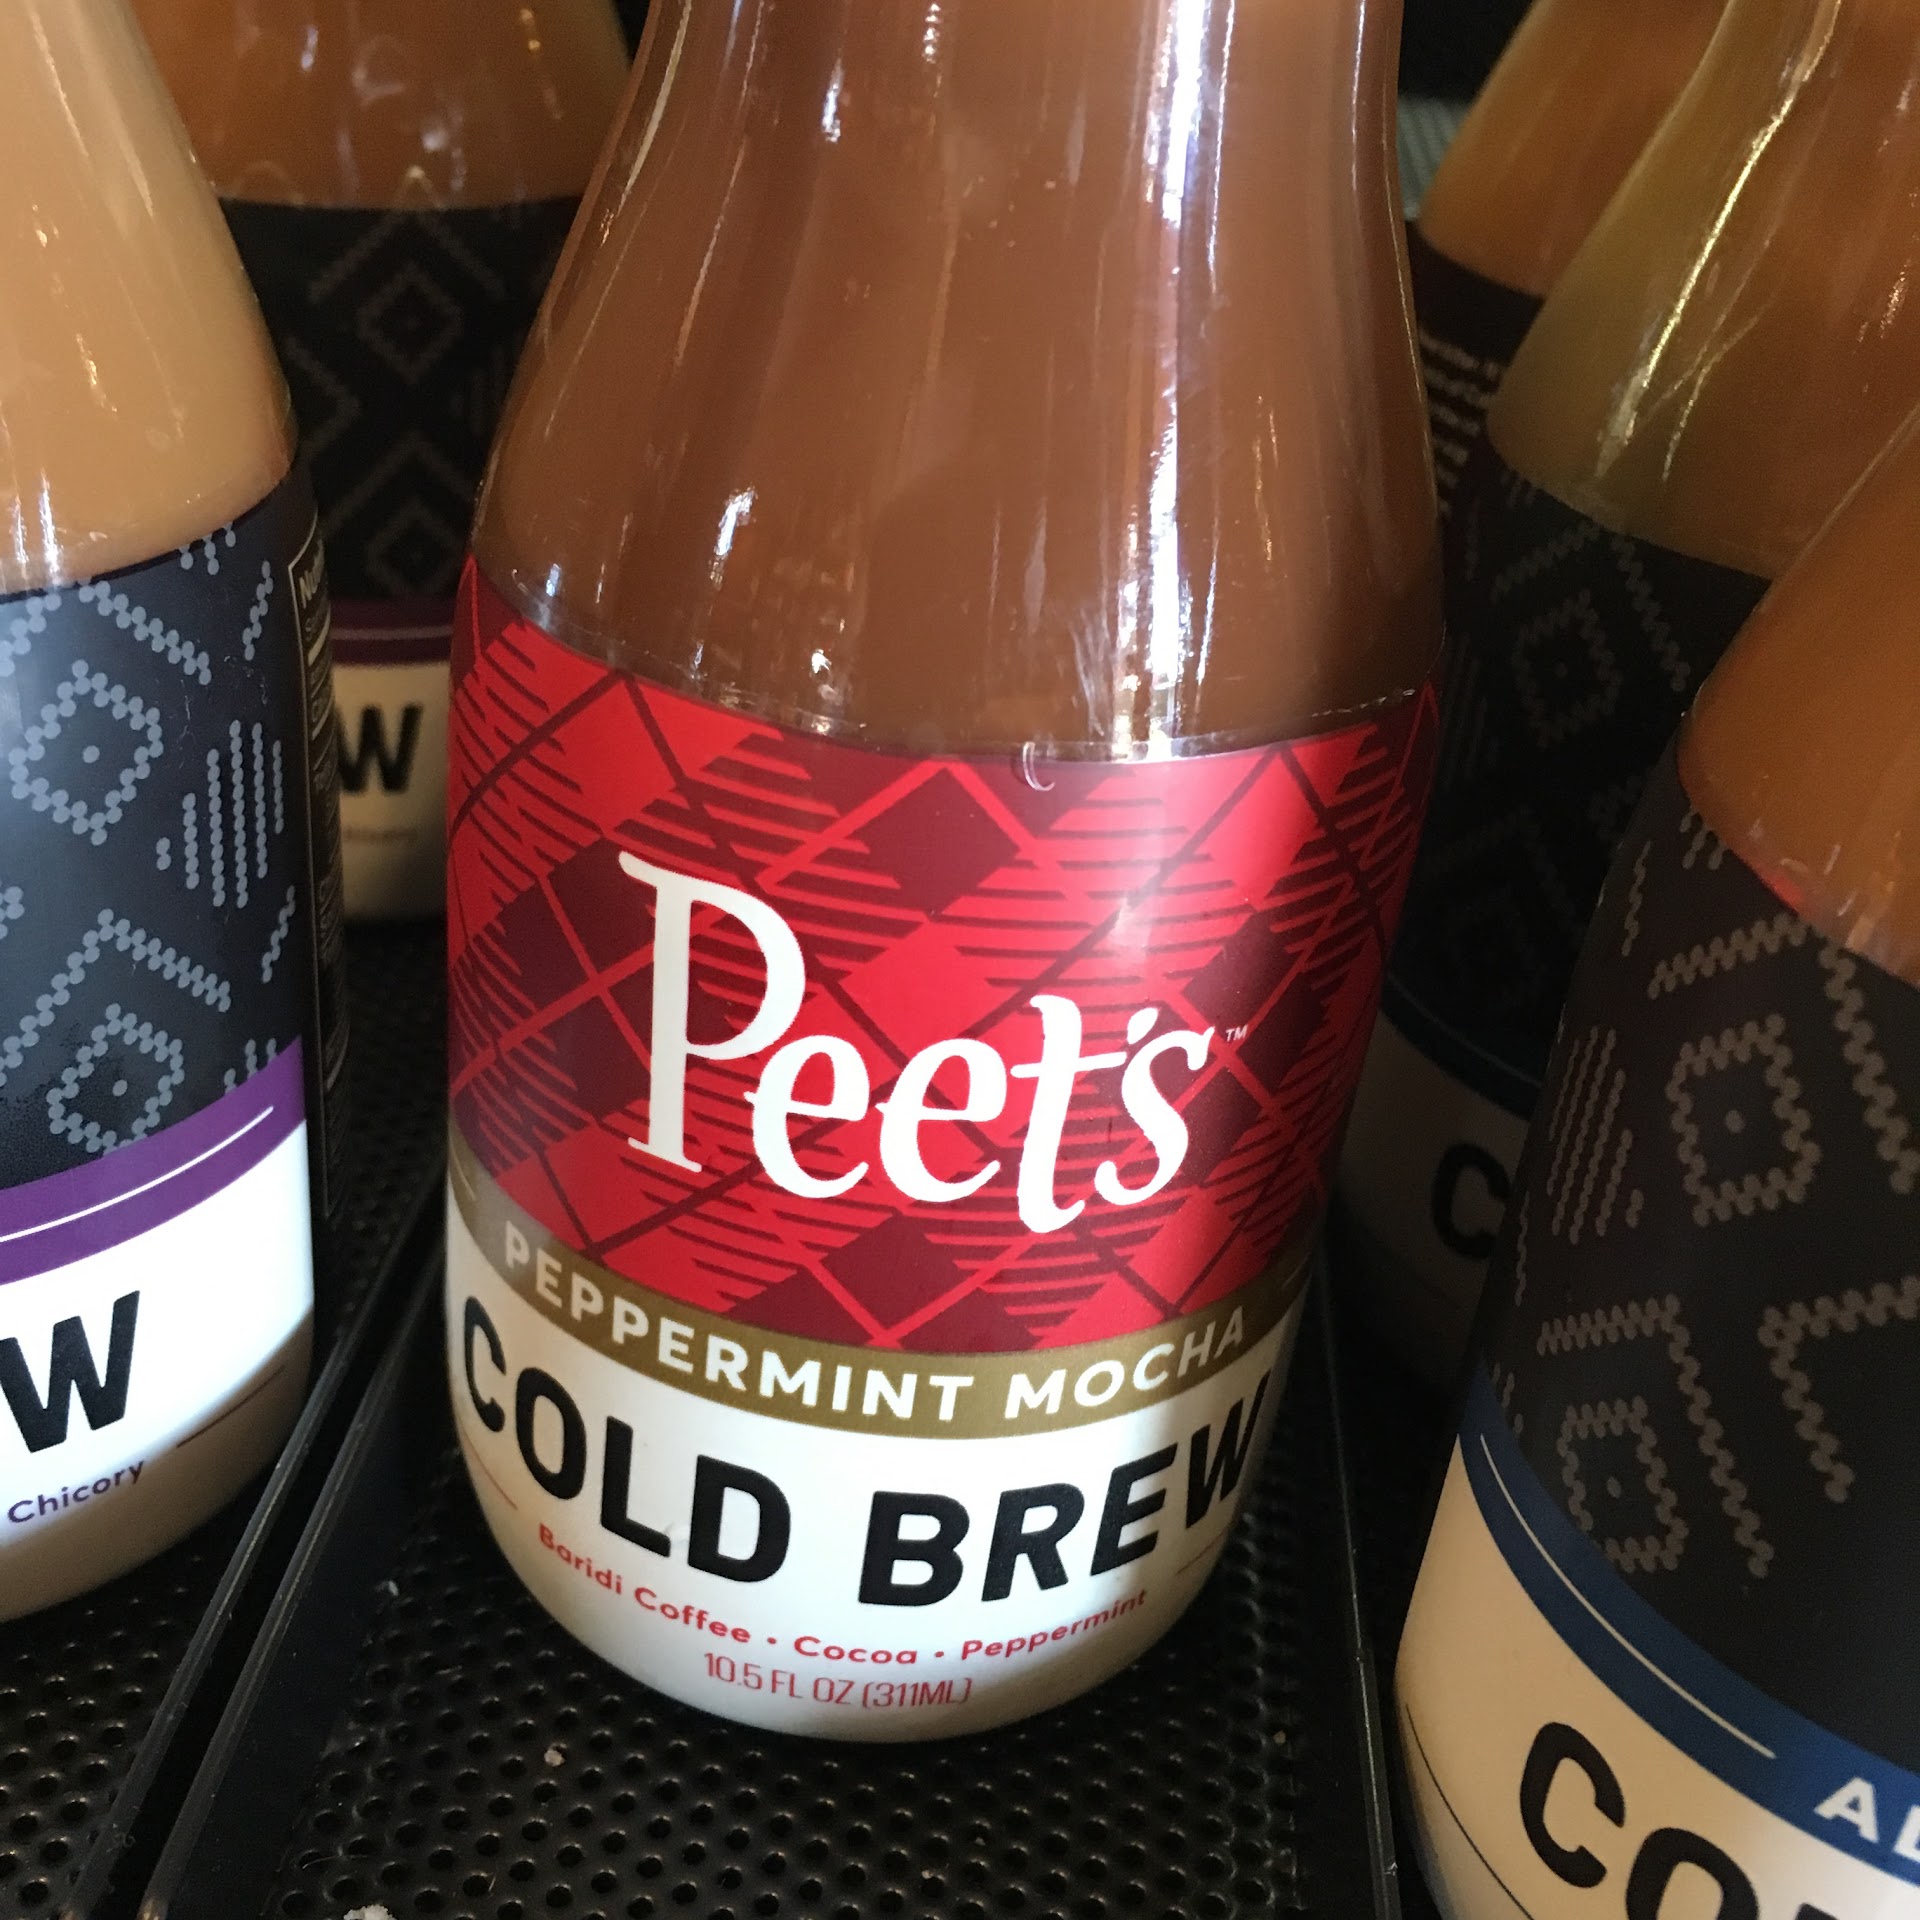 Peet's™
PEPPERMINT MOCHA
COLD BREW
Baridi Coffee • Cocoa • Peppermint
10.5 FL OZ (311ML)
W
Chicory
W
C